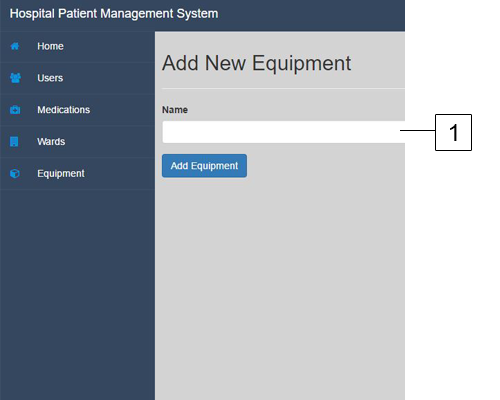 Hospital Patient Management System
Home
Users
Medications
Wards
Equipment
Add New Equipment
Name
1
Add Equipment